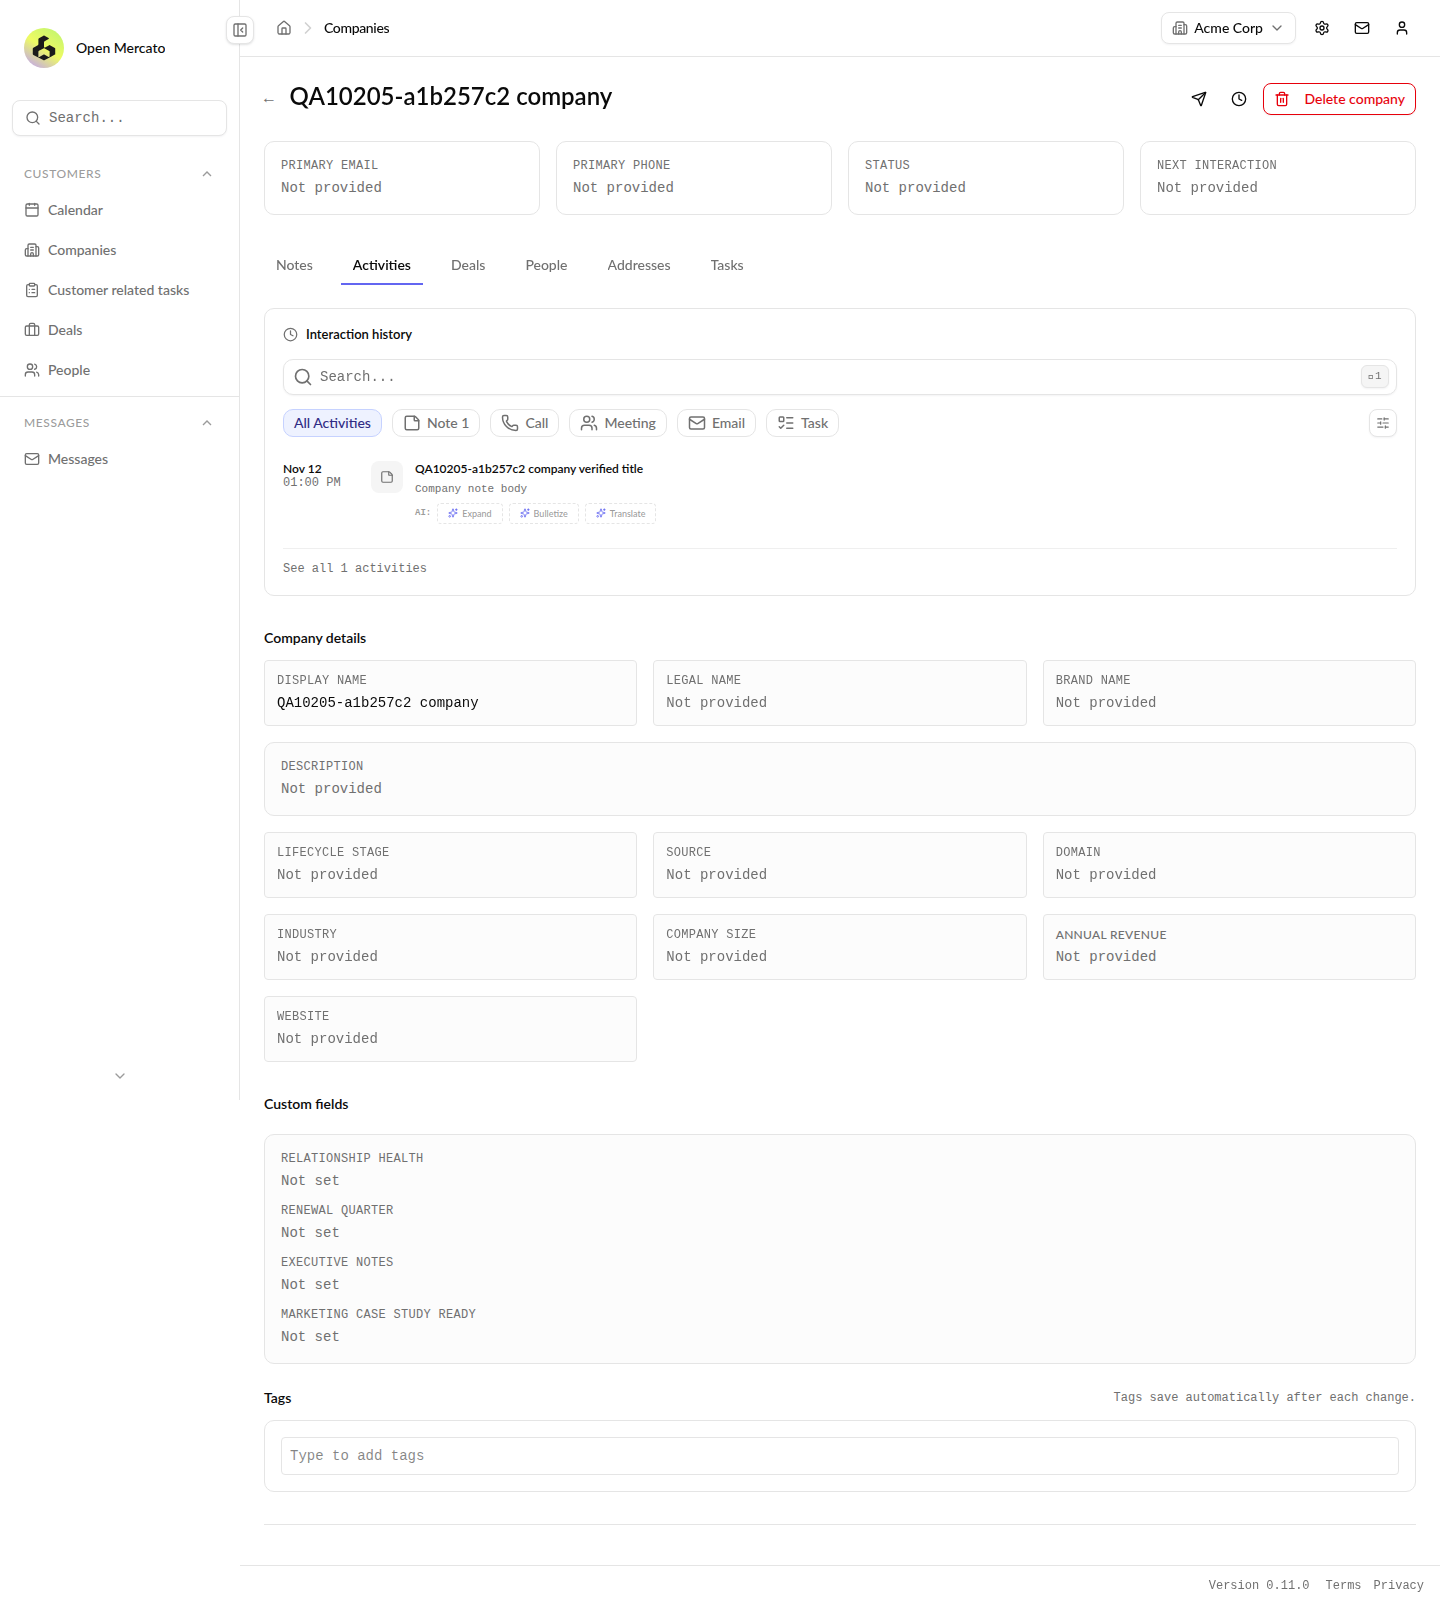 Open Mercato
Search...
CUSTOMERS
Calendar
Companies
Customer related tasks
Deals
People
MESSAGES
Messages
Companies
Acme Corp
← QA10205-a1b257c2 company
Delete company
PRIMARY EMAIL
Not provided
PRIMARY PHONE
Not provided
STATUS
Not provided
NEXT INTERACTION
Not provided
Notes
Activities
Deals
People
Addresses
Tasks
Interaction history
Search...
1
All Activities
Note 1
Call
Meeting
Email
Task
Nov 12
01:00 PM
QA10205-a1b257c2 company verified title
Company note body
AI:
Expand
Bulletize
Translate
See all 1 activities
Company details
DISPLAY NAME
QA10205-a1b257c2 company
LEGAL NAME
Not provided
BRAND NAME
Not provided
DESCRIPTION
Not provided
LIFECYCLE STAGE
Not provided
SOURCE
Not provided
DOMAIN
Not provided
INDUSTRY
Not provided
COMPANY SIZE
Not provided
ANNUAL REVENUE
Not provided
WEBSITE
Not provided
Custom fields
RELATIONSHIP HEALTH
Not set
RENEWAL QUARTER
Not set
EXECUTIVE NOTES
Not set
MARKETING CASE STUDY READY
Not set
Tags
Tags save automatically after each change.
Type to add tags
Version 0.11.0
Terms
Privacy